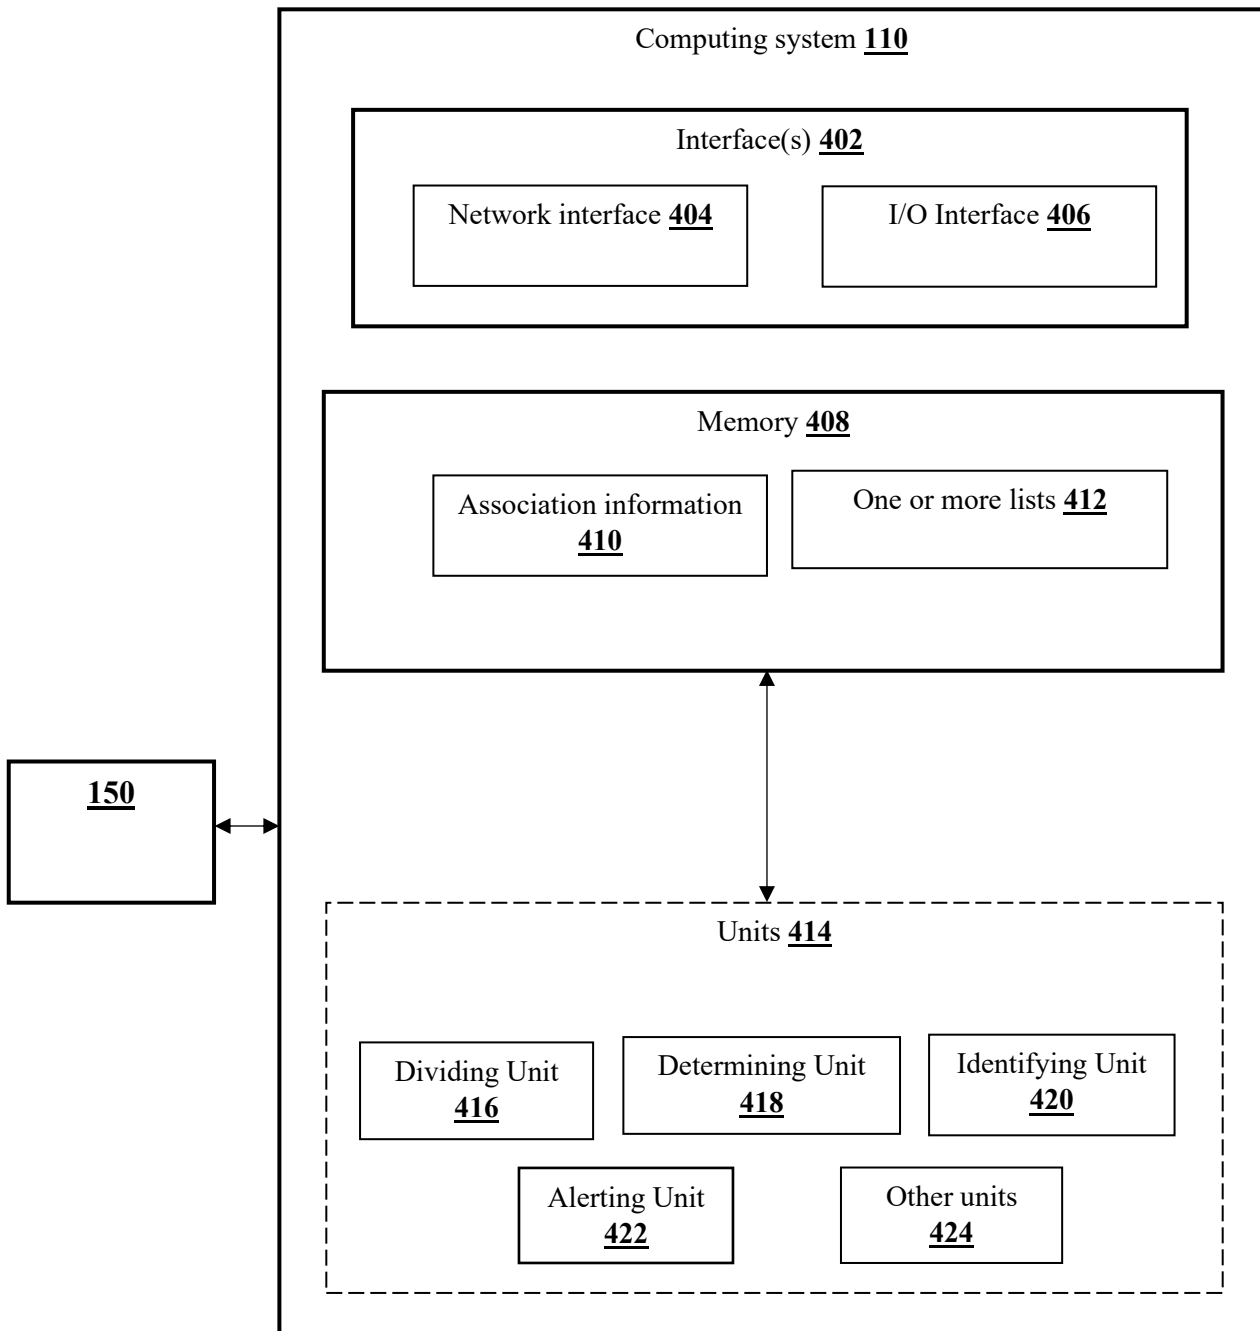 Computing system 110
Interface(s) 402
Network interface 404
I/O Interface 406
Memory 408
Association information
410
One or more lists 412
150
Units 414
Dividing Unit
416
Determining Unit
418
Identifying Unit
420
Alerting Unit
422
Other units
424